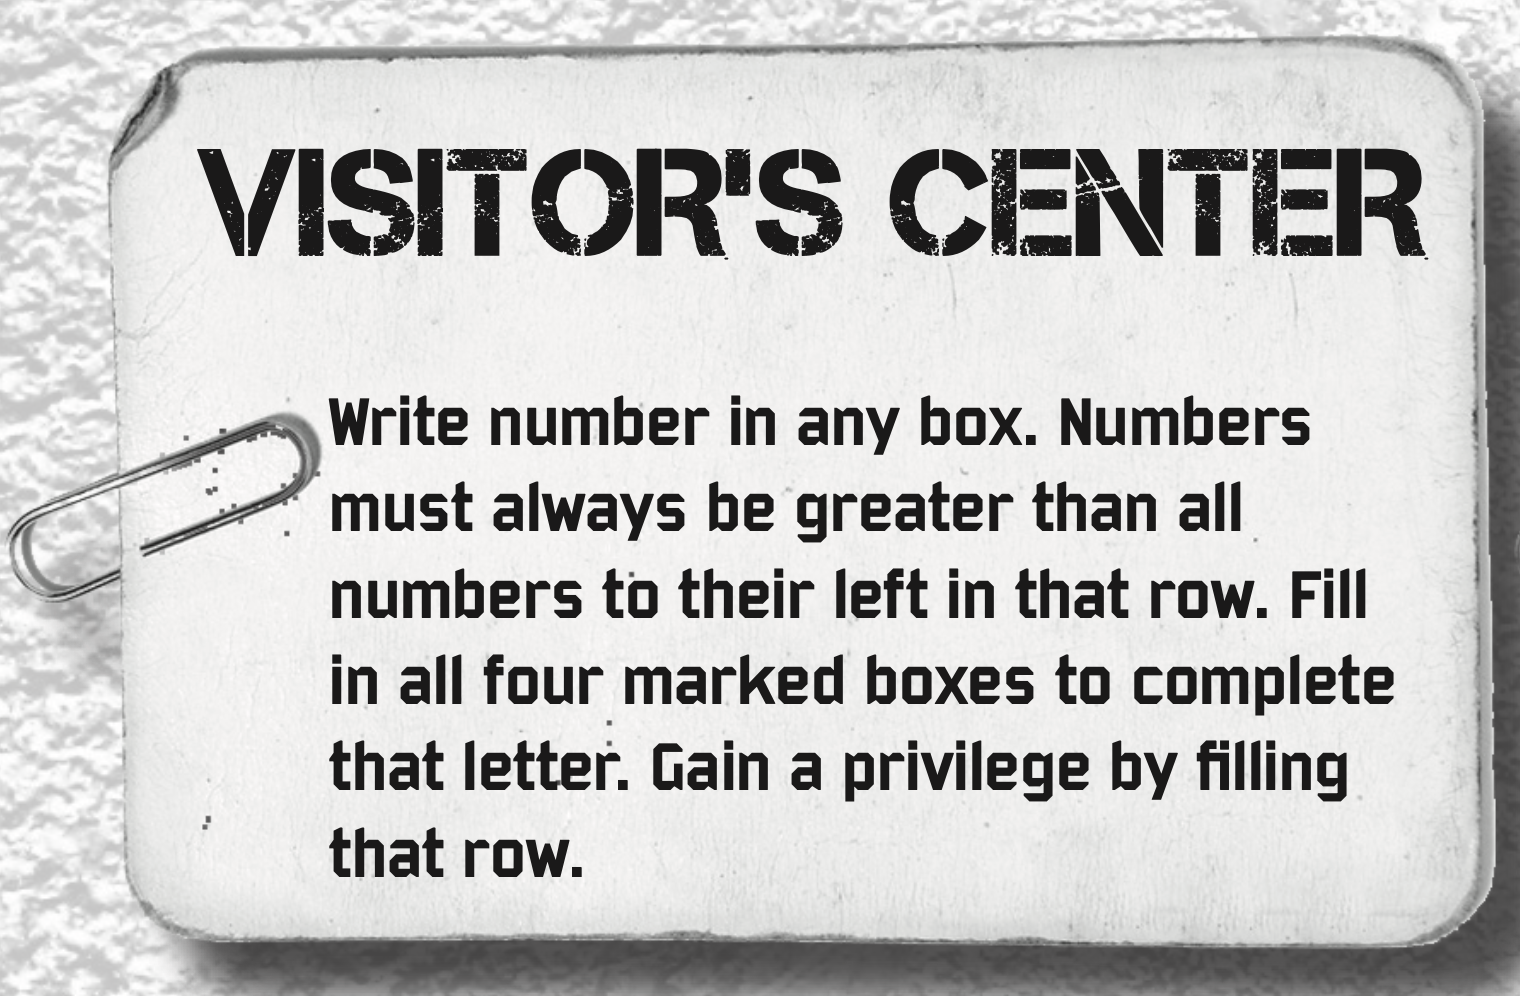 VISITOR'S CENTER
Write number in any box. Numbers
must always be greater than all
numbers to their left in that row. Fill
in all four marked boxes to complete
that letter. Gain a privilege by filling
that row.